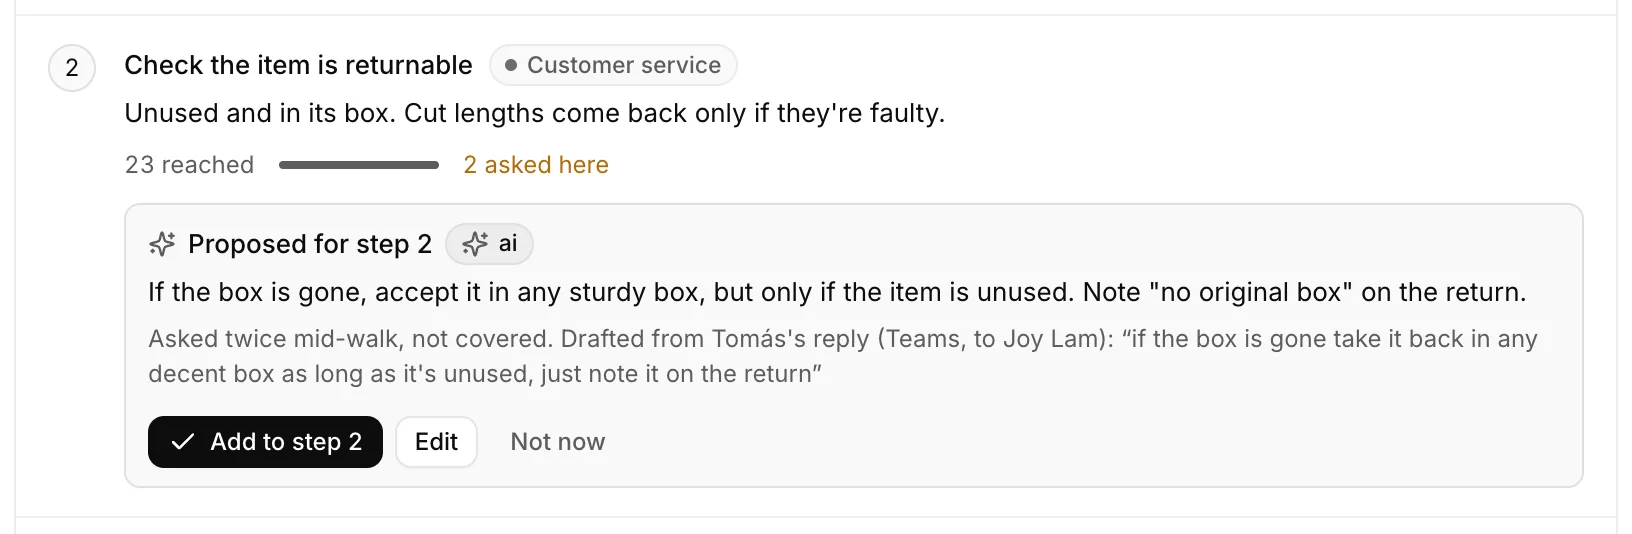 2
Check the item is returnable
Customer service
Unused and in its box. Cut lengths come back only if they're faulty.
23 reached
2 asked here
Proposed for step 2
ai
If the box is gone, accept it in any sturdy box, but only if the item is unused. Note "no original box" on the return.
Asked twice mid-walk, not covered. Drafted from Tomás's reply (Teams, to Joy Lam): “if the box is gone take it back in any
decent box as long as it's unused, just note it on the return”
Add to step 2
Edit
Not now